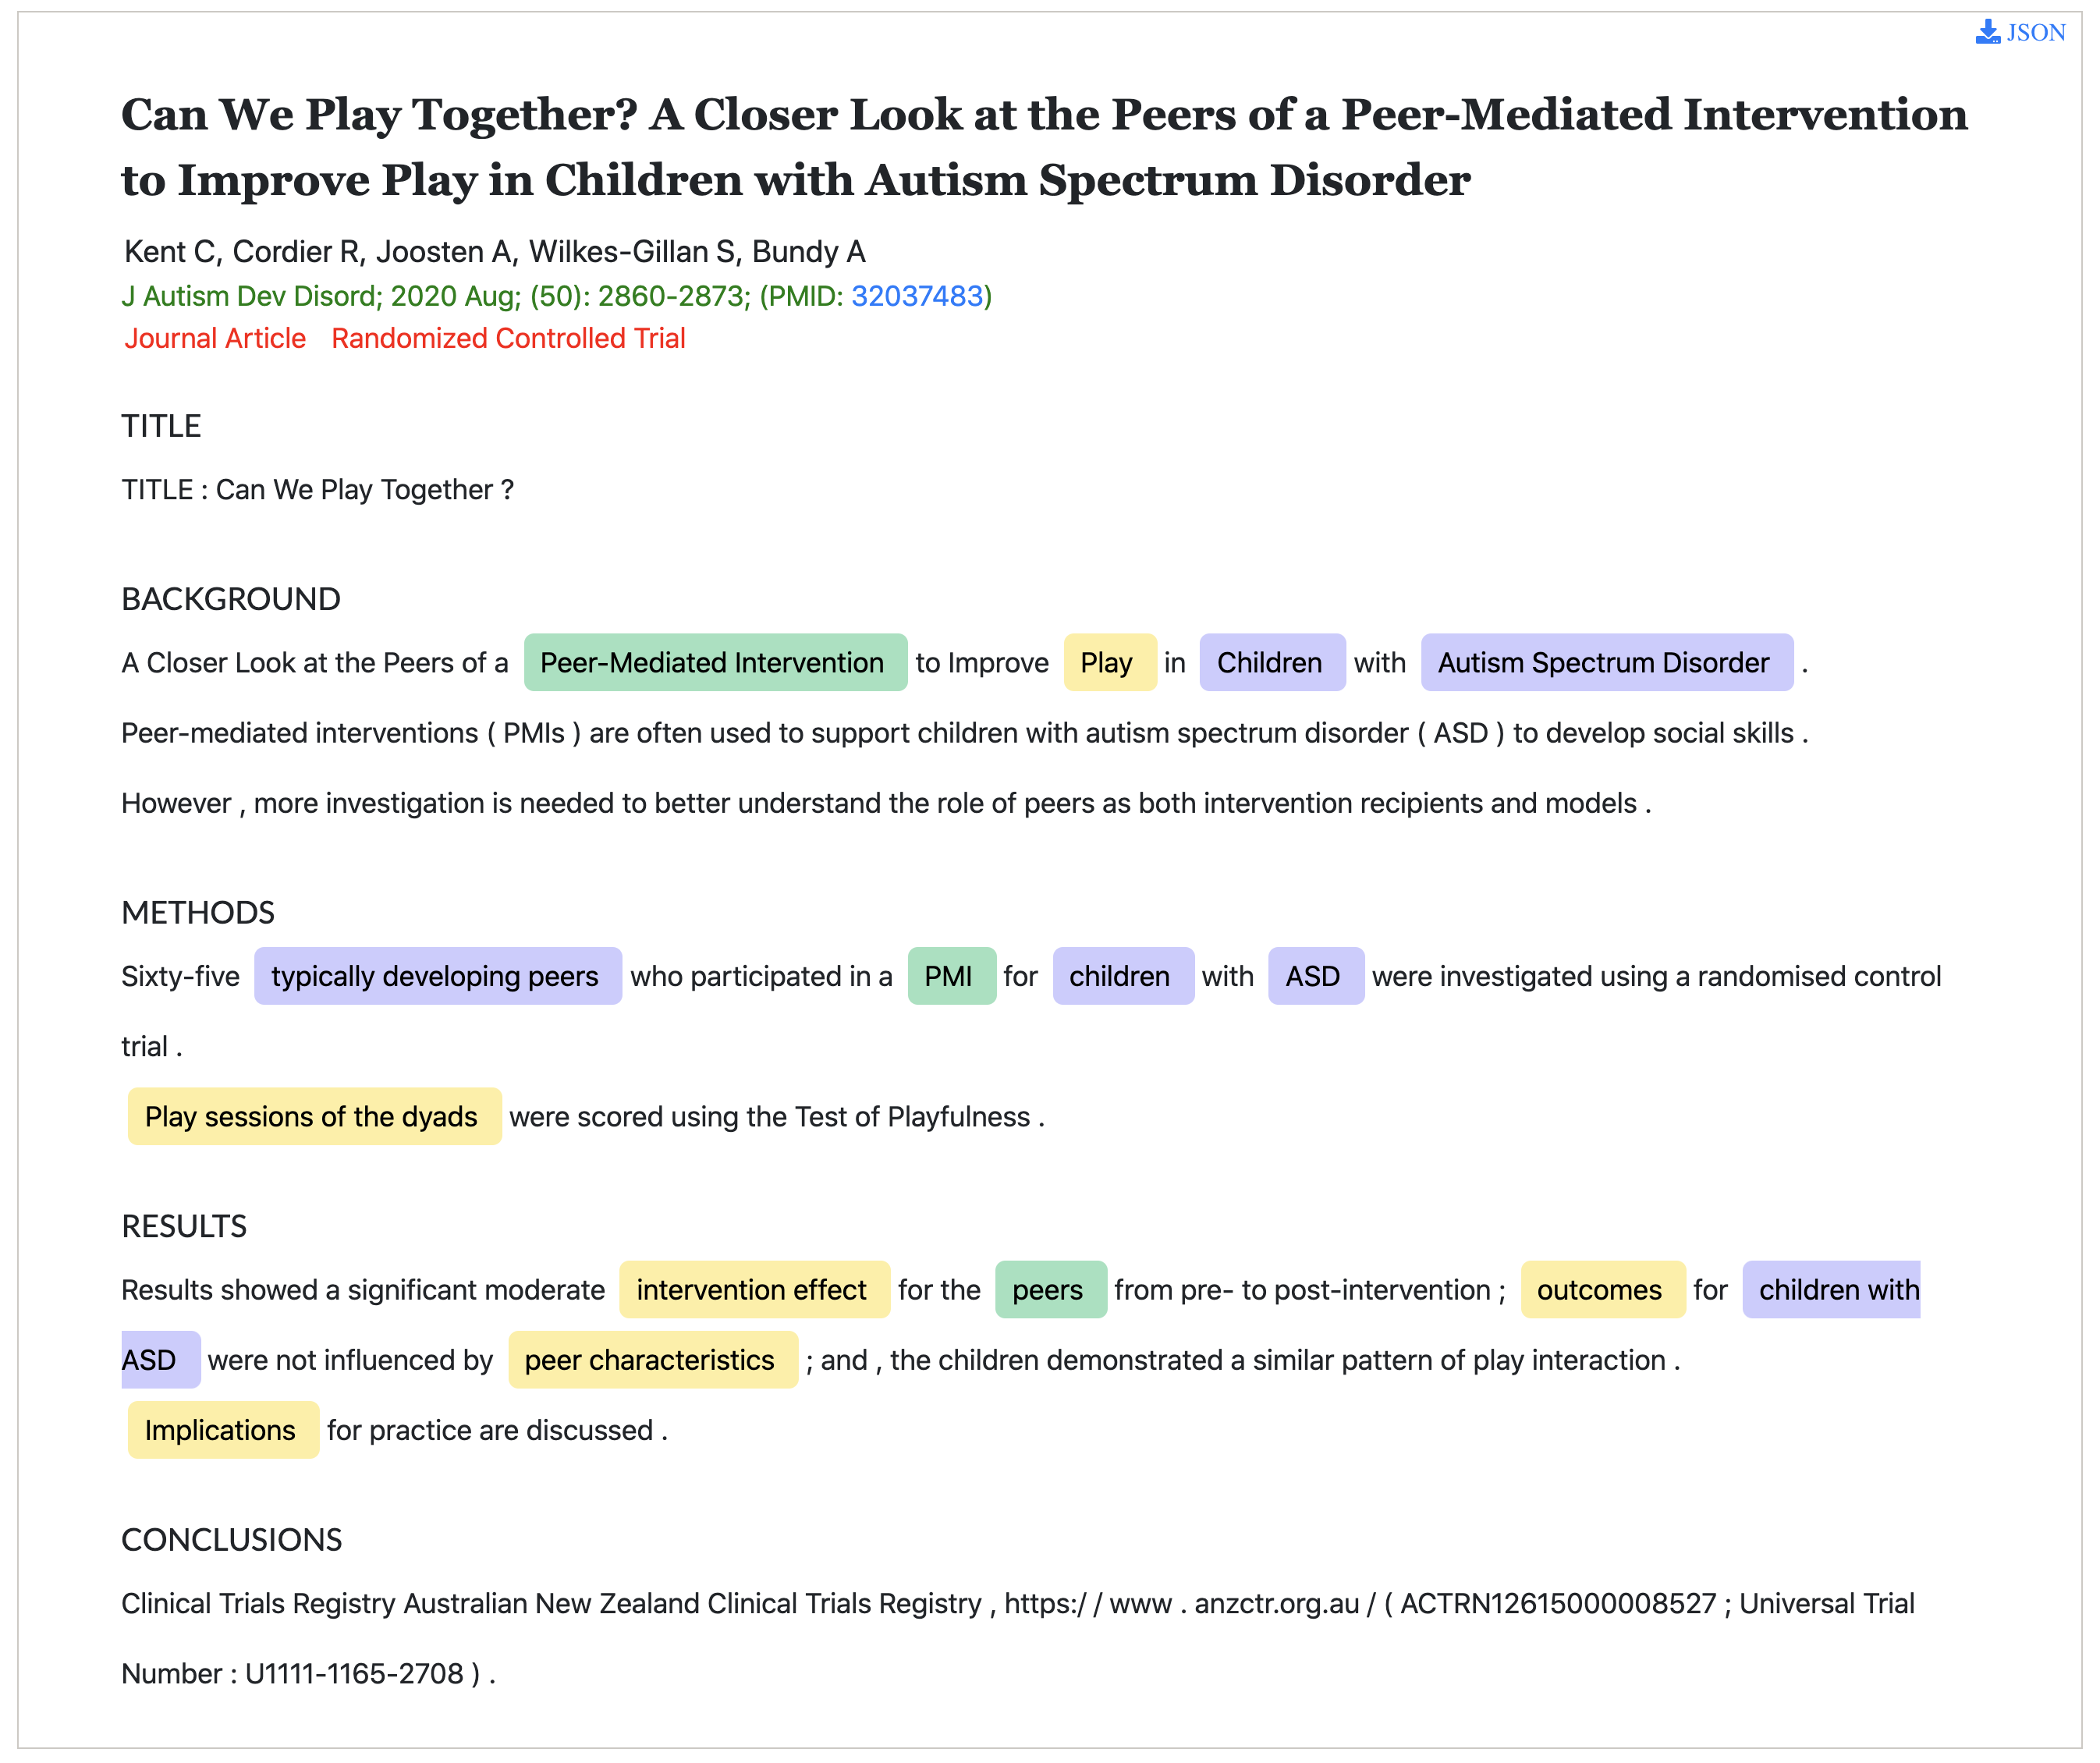 JSON
Can We Play Together? A Closer Look at the Peers of a Peer-Mediated Intervention
to Improve Play in Children with Autism Spectrum Disorder
Kent C, Cordier R, Joosten A, Wilkes-Gillan S, Bundy A
J Autism Dev Disord; 2020 Aug; (50): 2860-2873; (PMID: 32037483)
Journal Article Randomized Controlled Trial
TITLE
TITLE : Can We Play Together ?
BACKGROUND
A Closer Look at the Peers of a Peer-Mediated Intervention to Improve Play in Children with Autism Spectrum Disorder .
Peer-mediated interventions ( PMIs ) are often used to support children with autism spectrum disorder ( ASD ) to develop social skills .
However , more investigation is needed to better understand the role of peers as both intervention recipients and models .
METHODS
Sixty-five typically developing peers who participated in a PMI for children with ASD were investigated using a randomised control
trial .
Play sessions of the dyads were scored using the Test of Playfulness .
RESULTS
Results showed a significant moderate intervention effect for the peers from pre- to post-intervention ; outcomes for children with
ASD were not influenced by peer characteristics ; and , the children demonstrated a similar pattern of play interaction .
Implications for practice are discussed .
CONCLUSIONS
Clinical Trials Registry Australian New Zealand Clinical Trials Registry , https:/ / www . anzctr.org.au / ( ACTRN12615000008527 ; Universal Trial
Number : U1111-1165-2708 ) .